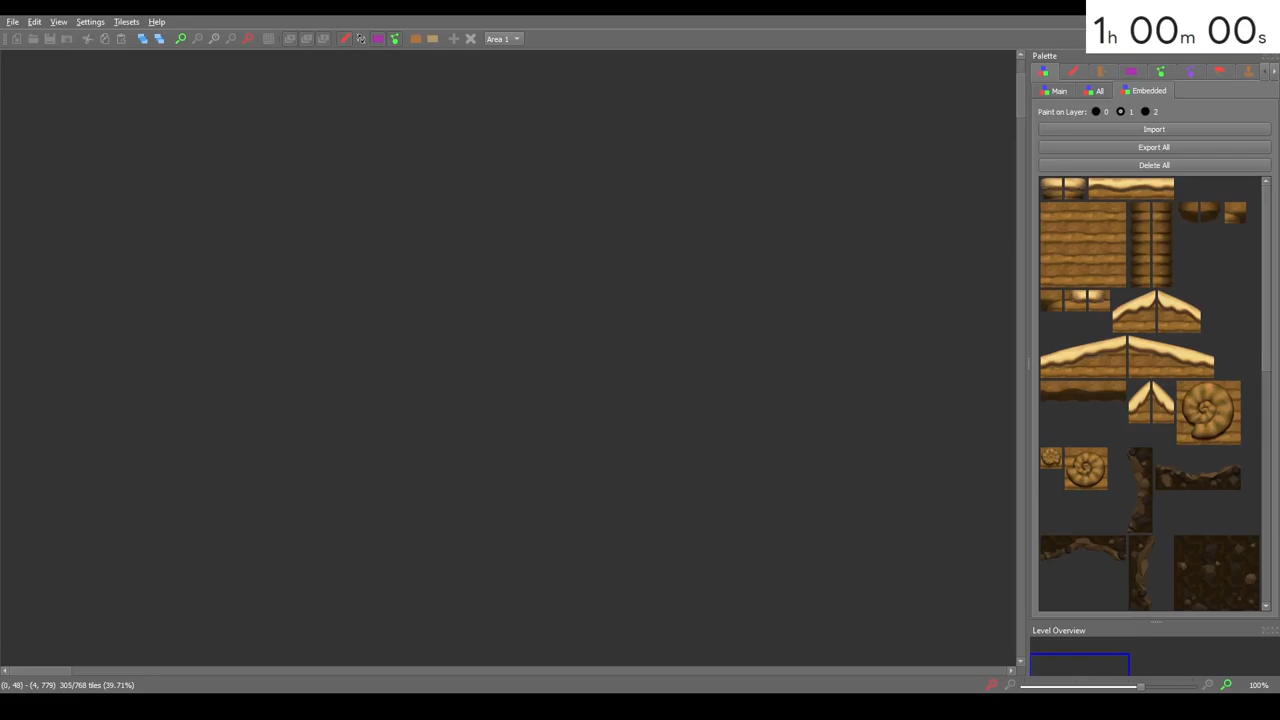 1h 00m 00s
File Edit View Settings Tilesets Help
Area 1
Palette
Main All Embedded
Paint on Layer: 0 1 2
Import
Export All
Delete All
Level Overview
(0, 48) - (4, 779) 305/768 tiles (39.71%)
100%